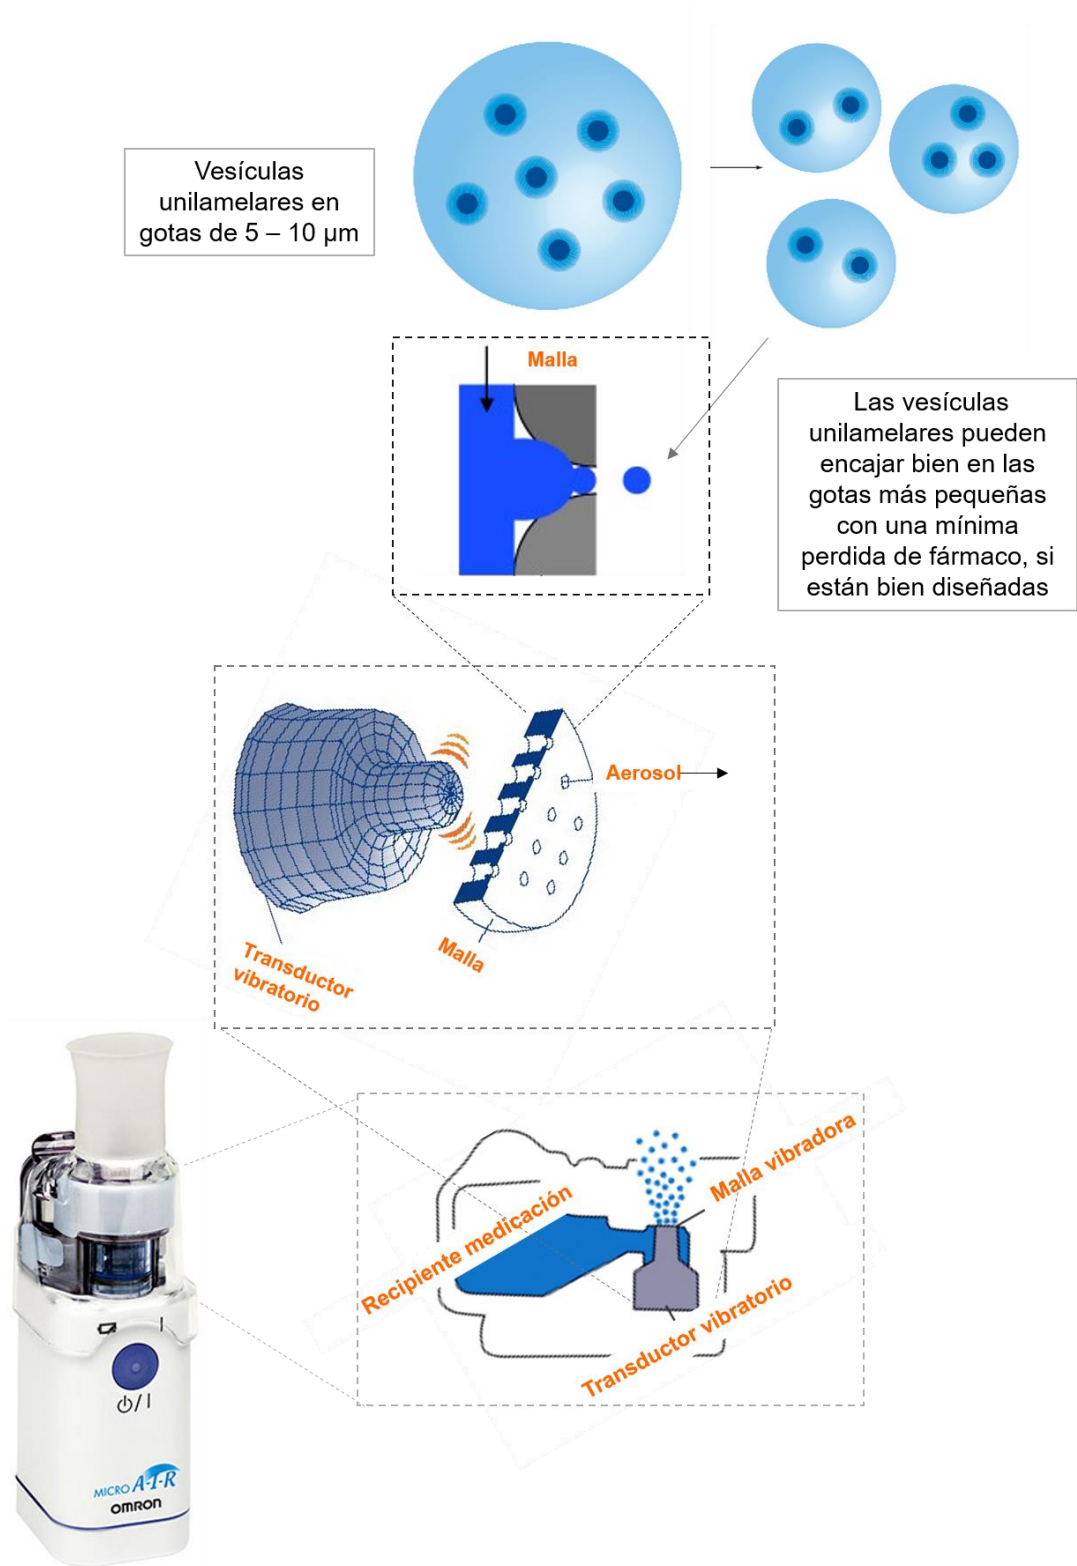 Vesículas
unilamelares en
gotas de 5 – 10 μm
Malla
Las vesículas
unilamelares pueden
encajar bien en las
gotas más pequeñas
con una mínima
perdida de fármaco, si
están bien diseñadas
Aerosol
Malla
Transductor
vibratorio
Malla vibradora
Recipiente medicación
Transductor vibratorio
MICRO A-I-R
OMRON